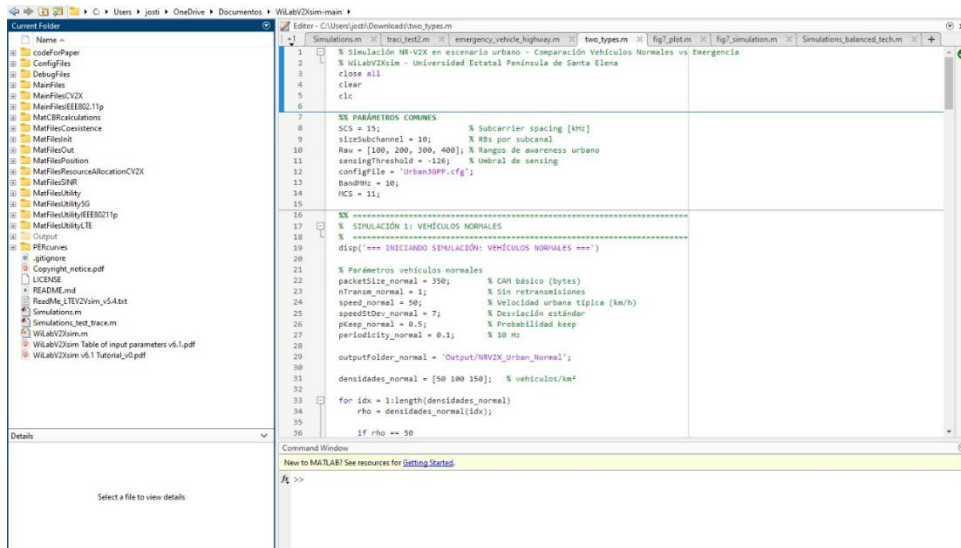 C: ▸ Users ▸ josti ▸ OneDrive ▸ Documentos ▸ WiLabV2Xsim-main ▸
Current Folder
Name
codeForPaper
ConfigFiles
DebugFiles
MainFiles
MainFilesCV2X
MainFilesIEEE802.11p
MatCBRcalculations
MatFilesCoexistence
MatFilesInit
MatFilesOut
MatFilesPosition
MatFilesResourceAllocationCV2X
MatFilesSINR
MatFilesUtility
MatFilesUtility5G
MatFilesUtilityIEEE80211p
MatFilesUtilityLTE
Output
PERcurves
.gitignore
Copyright_notice.pdf
LICENSE
README.md
ReadMe_LTEV2Vsim_v5.4.txt
Simulations.m
Simulations_test_trace.m
WiLabV2Xsim.m
WiLabV2Xsim Table of input parameters v6.1.pdf
WiLabV2Xsim v6.1 Tutorial_v0.pdf
Details
Select a file to view details
Editor - C:\Users\josti\Downloads\two_types.m
Simulations.m traci_test2.m emergency_vehicle_highway.m two_types.m fig7_plot.m fig7_simulation.m Simulations_balanced_tech.m +
1 % Simulación NR-V2X en escenario urbano - Comparación Vehículos Normales vs Emergencia
2 % WiLabV2Xsim - Universidad Estatal Península de Santa Elena
3 close all
4 clear
5 clc
6
7 %% PARÁMETROS COMUNES
8 SCS = 15; % Subcarrier spacing [kHz]
9 sizeSubchannel = 10; % RBs por subcanal
10 Raw = [100, 200, 300, 400]; % Rangos de awareness urbano
11 sensingThreshold = -126; % Umbral de sensing
12 configFile = 'Urban3GPP.cfg';
13 BandMHz = 10;
14 MCS = 11;
15
16 %% ========================================================================
17 % SIMULACIÓN 1: VEHÍCULOS NORMALES
18 % ========================================================================
19 disp('=== INICIANDO SIMULACIÓN: VEHÍCULOS NORMALES ===')
20
21 % Parámetros vehículos normales
22 packetSize_normal = 350; % CAM básico (bytes)
23 nTransm_normal = 1; % Sin retransmisiones
24 speed_normal = 50; % Velocidad urbana típica (km/h)
25 speedStDev_normal = 7; % Desviación estándar
26 pKeep_normal = 0.5; % Probabilidad keep
27 periodicity_normal = 0.1; % 10 Hz
28
29 outputFolder_normal = 'Output/NRV2X_Urban_Normal';
30
31 densidades_normal = [50 100 150]; % vehículos/km²
32
33 for idx = 1:length(densidades_normal)
34 rho = densidades_normal(idx);
35
36 if rho == 50
Command Window
New to MATLAB? See resources for Getting Started.
fx >>